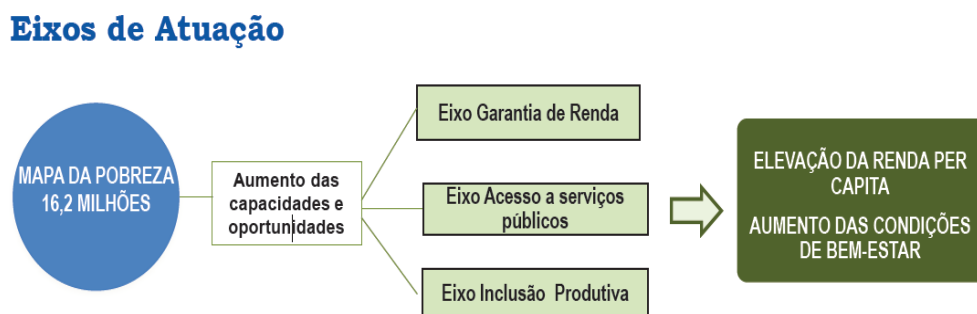 Eixos de Atuação
MAPA DA POBREZA
16,2 MILHÕES
Aumento das
capacidades e
oportunidades
Eixo Garantia de Renda
Eixo Acesso a serviços
públicos
Eixo Inclusão Produtiva
ELEVAÇÃO DA RENDA PER
CAPITA
AUMENTO DAS CONDIÇÕES
DE BEM-ESTAR